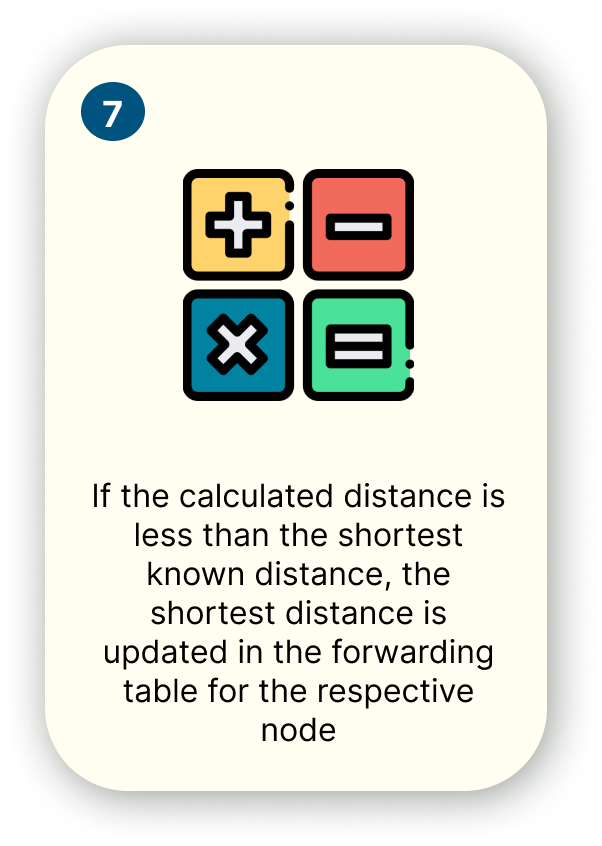 7
If the calculated distance is
less than the shortest
known distance, the
shortest distance is
updated in the forwarding
table for the respective
node